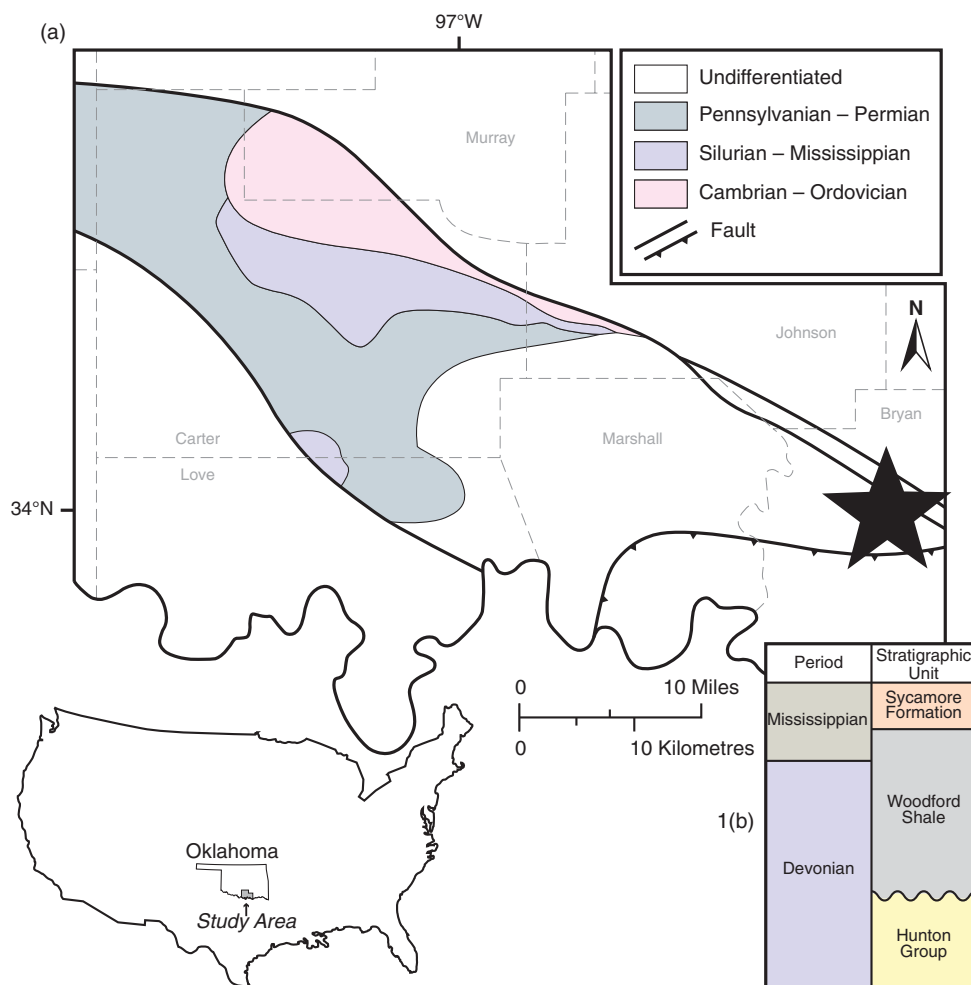 (a)
97°W
Undifferentiated
Pennsylvanian – Permian
Silurian – Mississippian
Cambrian – Ordovician
Fault
Murray
N
Johnson
Bryan
Carter
Marshall
Love
34°N
0
10 Miles
0
10 Kilometres
Oklahoma
Study Area
1(b)
Period
Stratigraphic
Unit
Mississippian
Sycamore
Formation
Woodford
Shale
Devonian
Hunton
Group